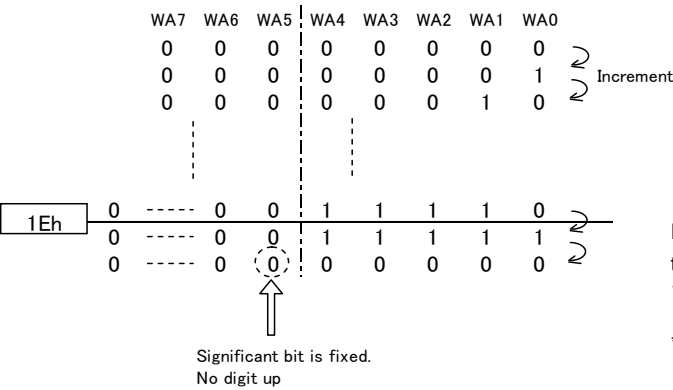 WA7 WA6 WA5 WA4 WA3 WA2 WA1 WA0
0 0 0 0 0 0 0 0
0 0 0 0 0 0 0 1 Increment
0 0 0 0 0 0 1 0
1Eh 0 ----- 0 0 1 1 1 1 0
0 ----- 0 0 1 1 1 1 1
0 ----- 0 0 0 0 0 0 0
Significant bit is fixed.
No digit up